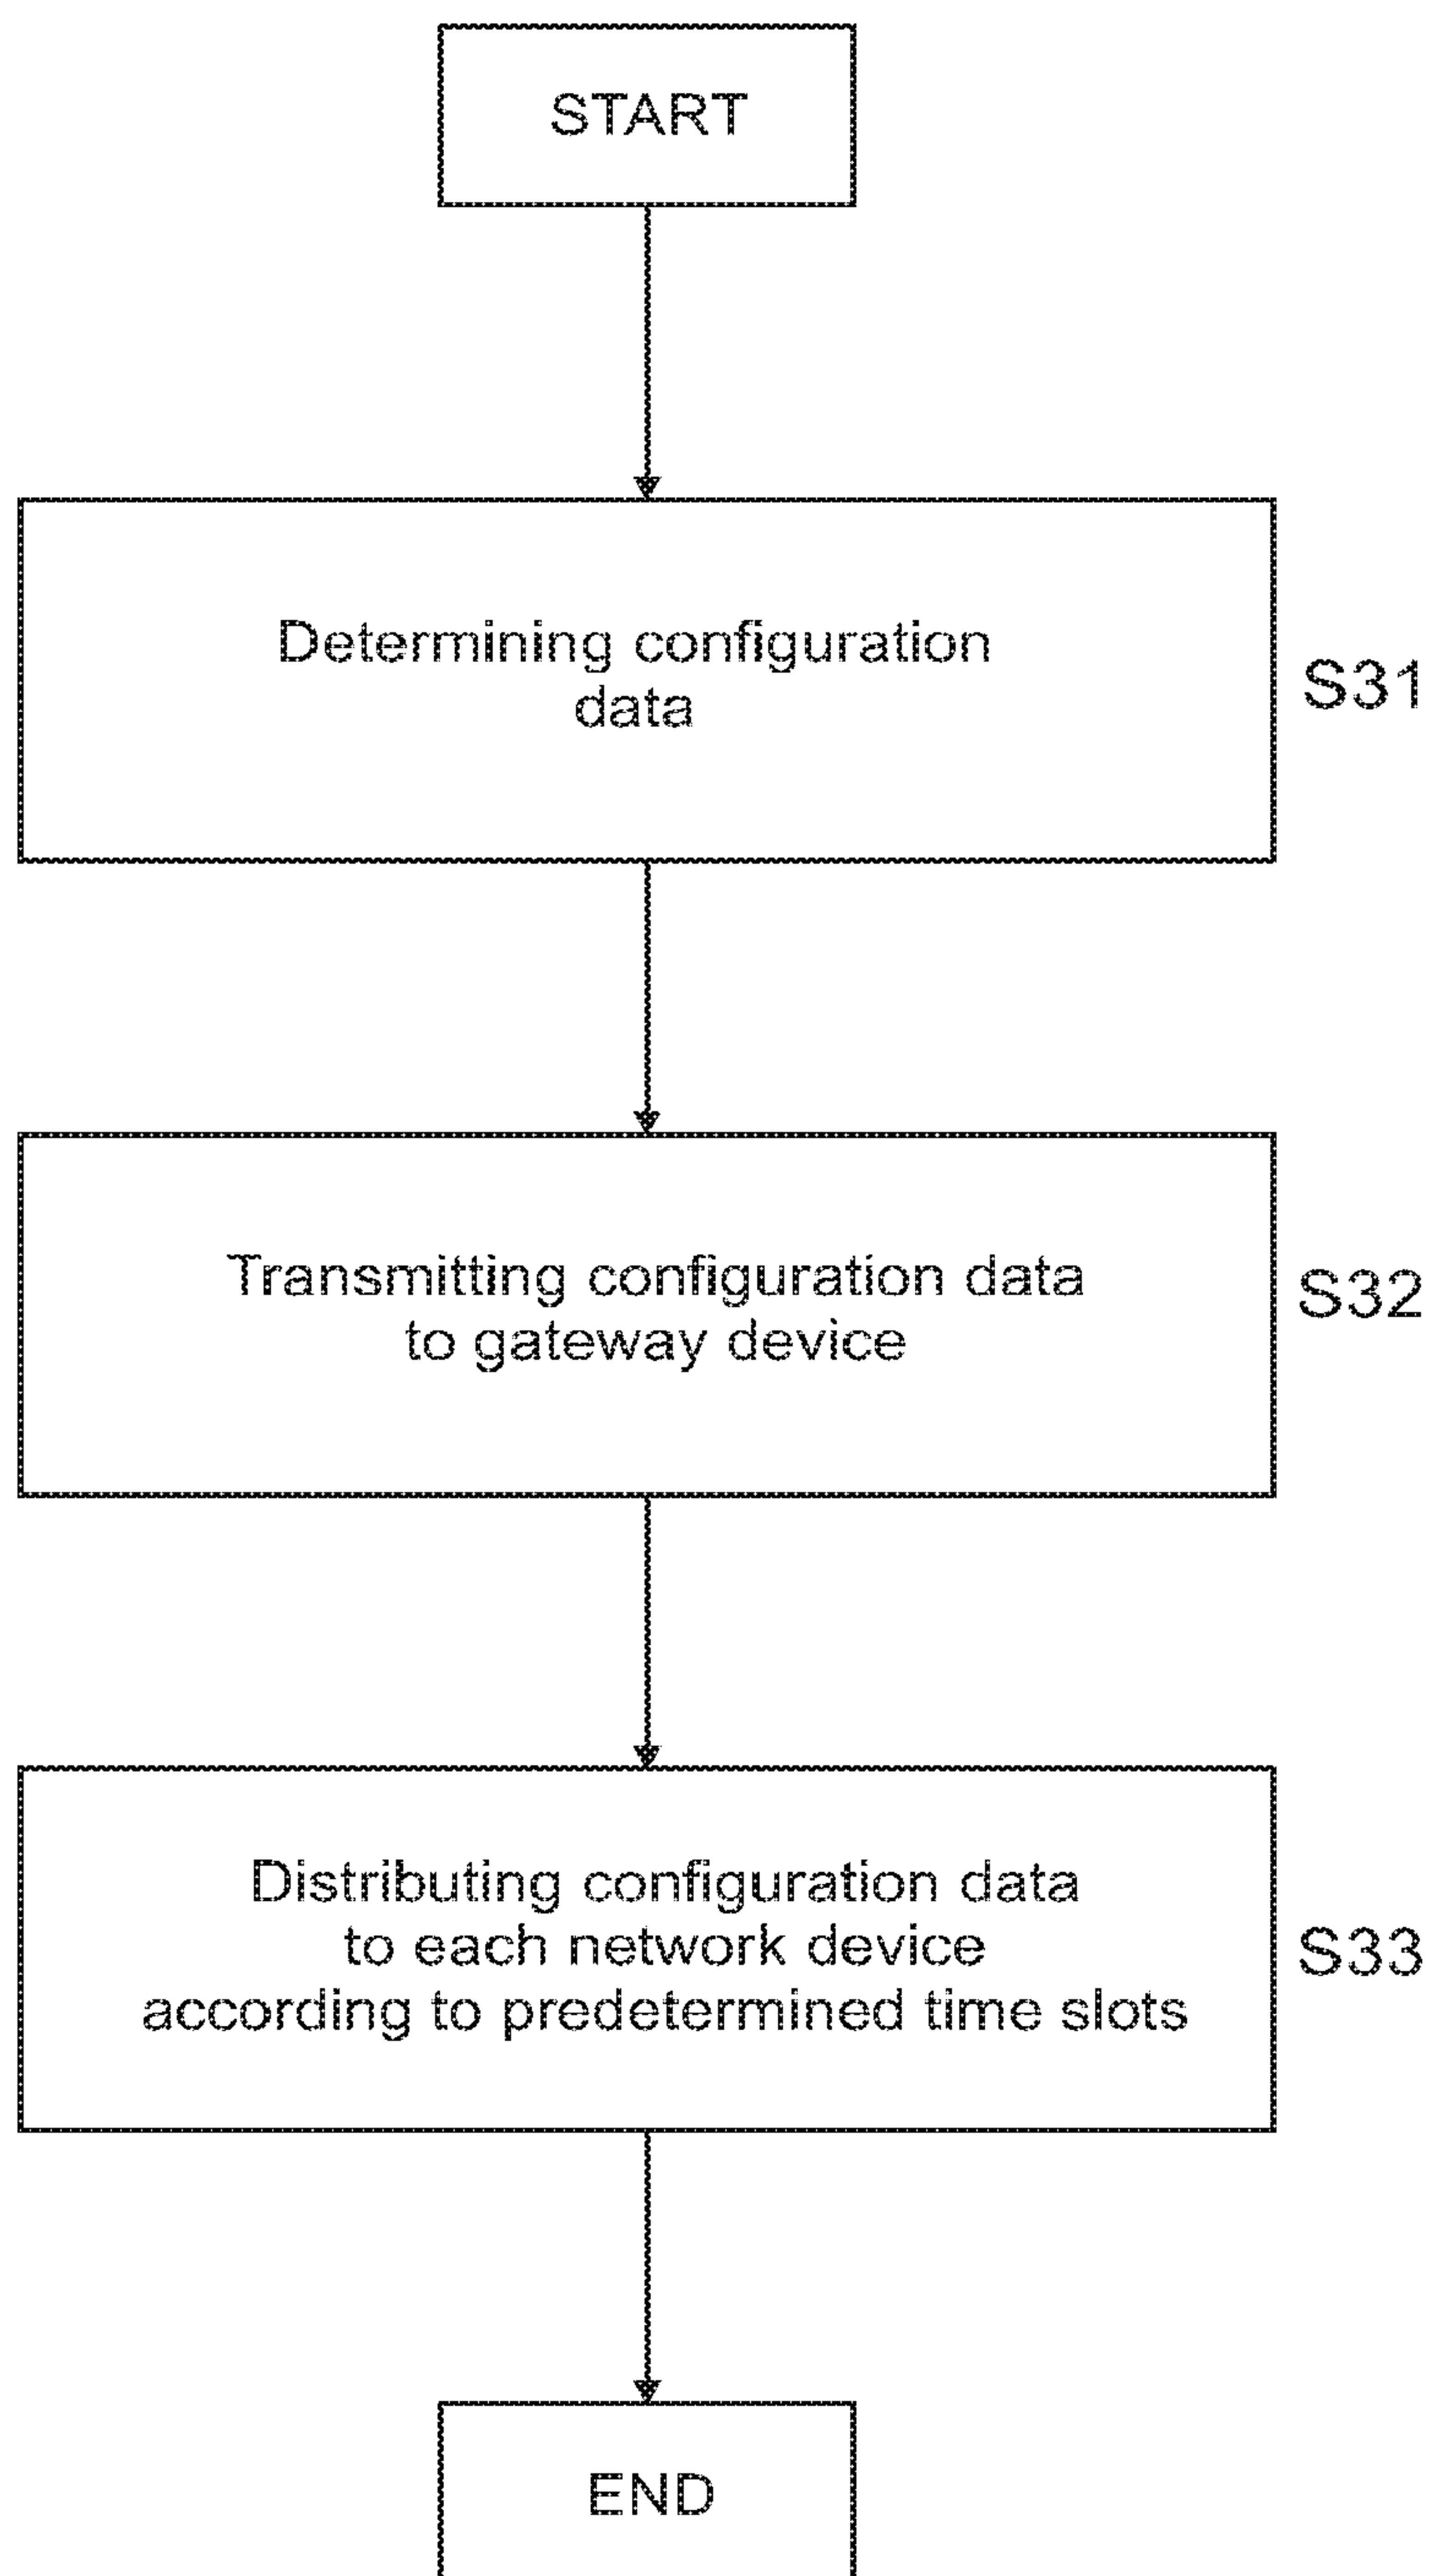 START
Determining configuration
data
S31
Transmitting configuration data
to gateway device
S32
Distributing configuration data
to each network device
according to predetermined time slots
S33
END